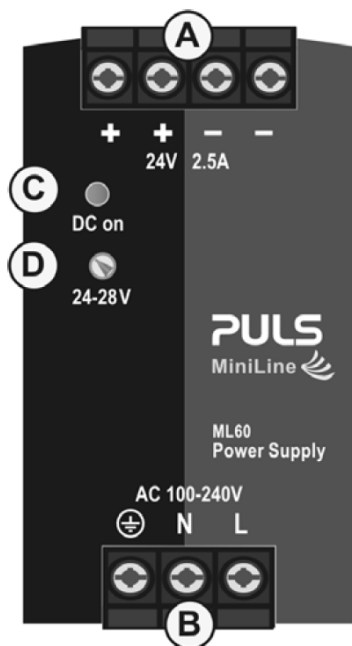 A
+ + − −
24V 2.5A
C
DC on
D
24-28V
PULS
MiniLine
ML60
Power Supply
AC 100-240V
N L
B